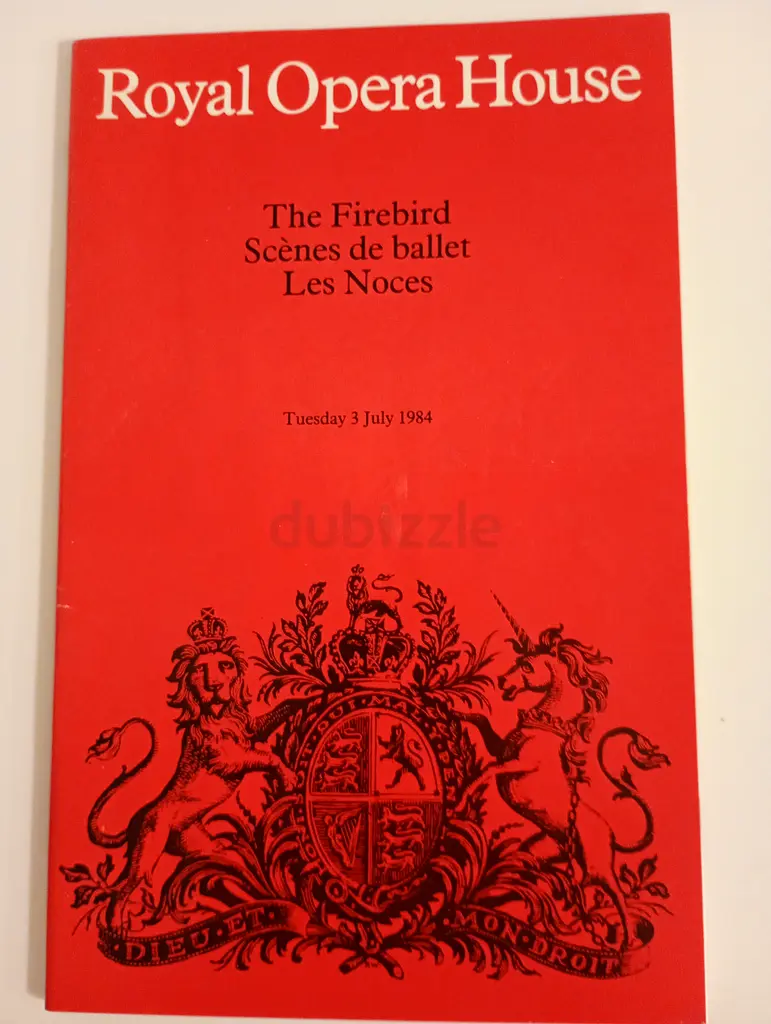 Royal Opera House
The Firebird
Scènes de ballet
Les Noces
Tuesday 3 July 1984
dubizzle
DIEU·ET·
MON·DROIT